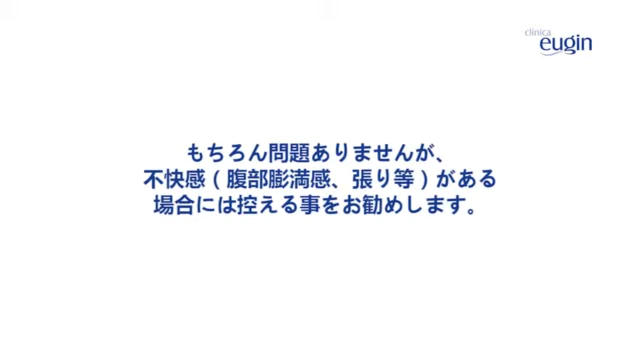 clínica
eugin
もちろん問題ありませんが、
不快感（腹部膨満感、張り等）がある
場合には控える事をお勧めします。